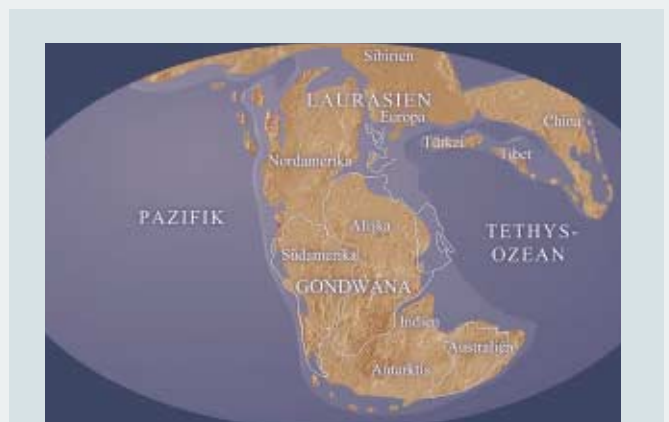 Sibirien
LAURASIEN
Europa
China
Türkei
Tibet
Nordamerika
PAZIFIK
Afrika
TETHYS-
OZEAN
Südamerika
GONDWANA
Indien
Australien
Antarktis